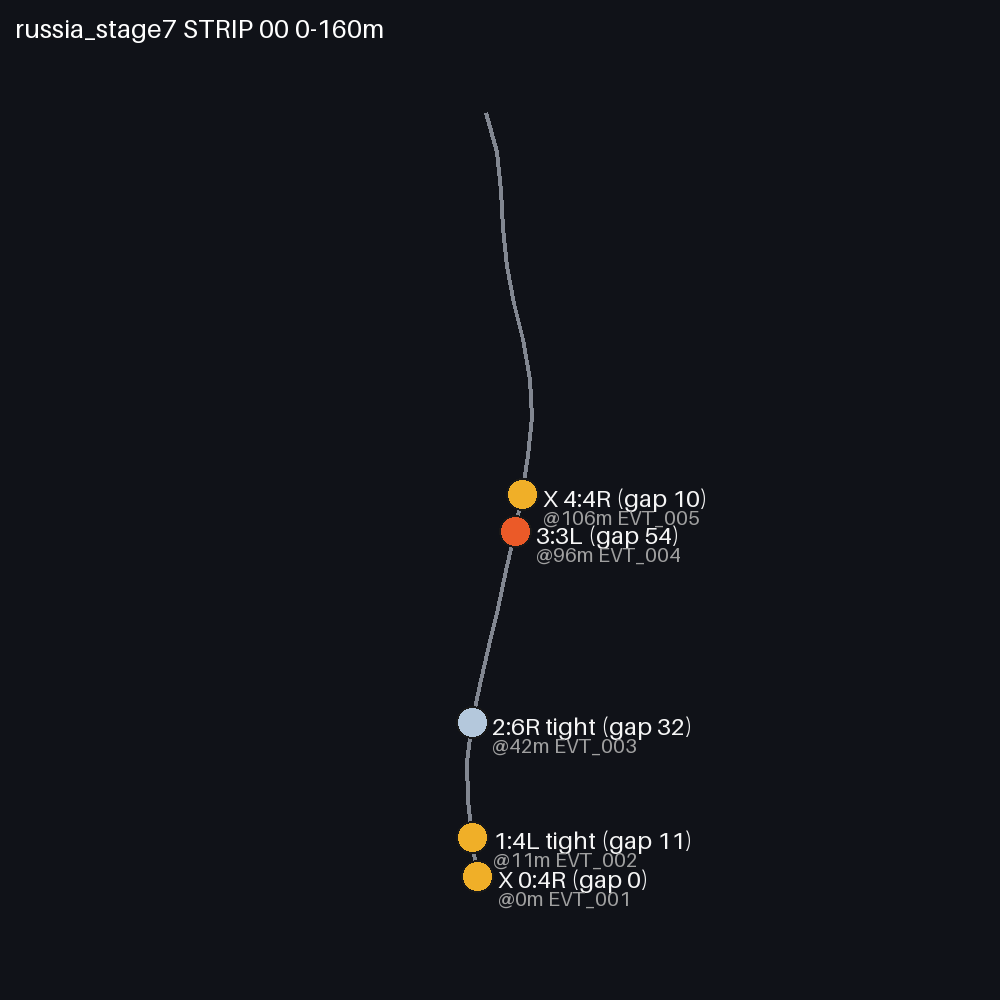 russia_stage7 STRIP 00 0-160m
X 4:4R (gap 10)
@106m EVT_005
3:3L (gap 54)
@96m EVT_004
2:6R tight (gap 32)
@42m EVT_003
1:4L tight (gap 11)
@11m EVT_002
X 0:4R (gap 0)
@0m EVT_001